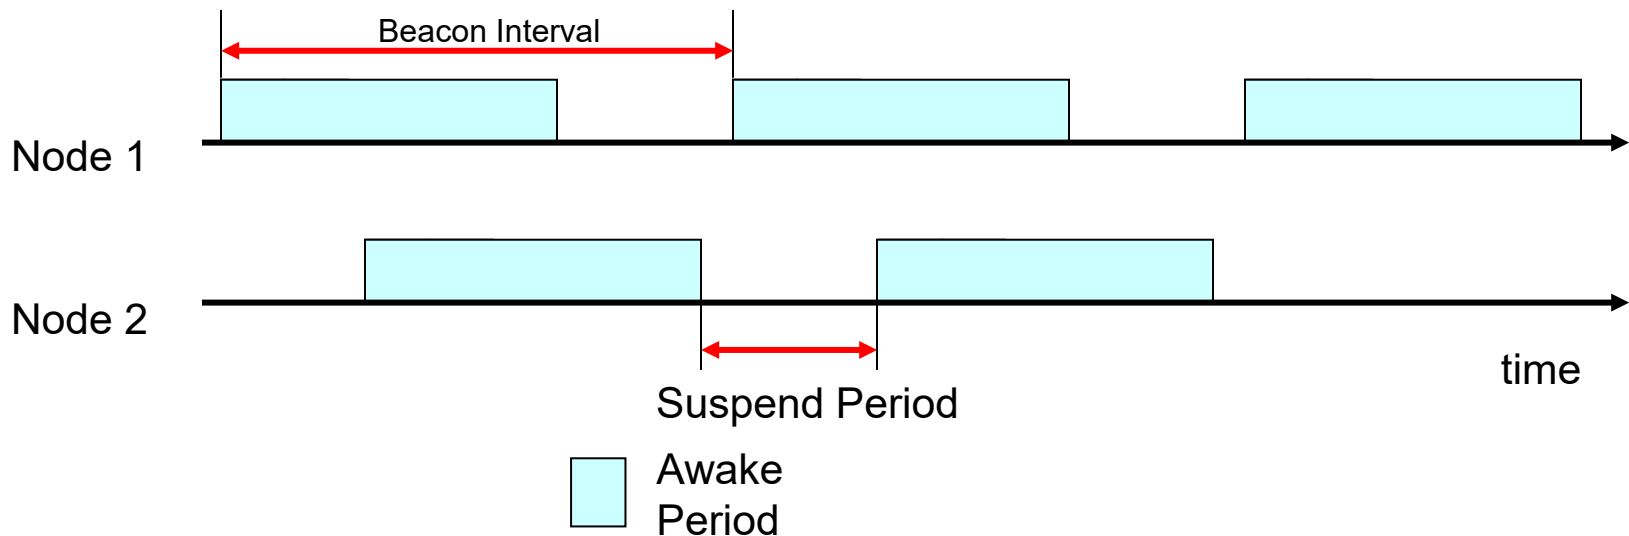 Beacon Interval
Node 1
Node 2
time
Suspend Period
Awake
Period